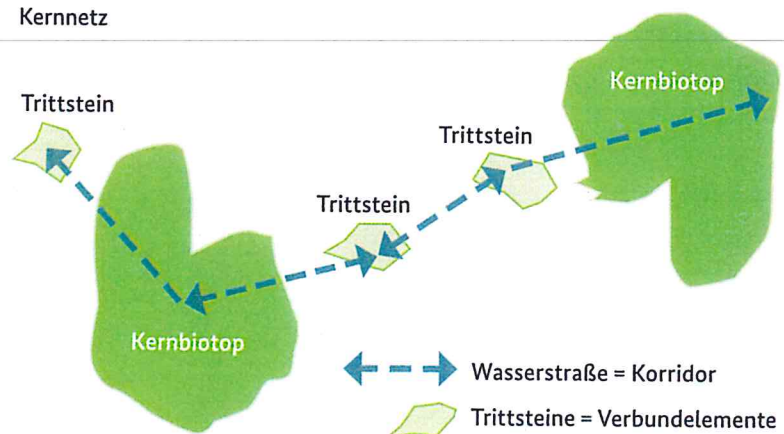 Kernnetz
Kernbiotop
Trittstein
Trittstein
Trittstein
Kernbiotop
Wasserstraße = Korridor
Trittsteine = Verbundelemente